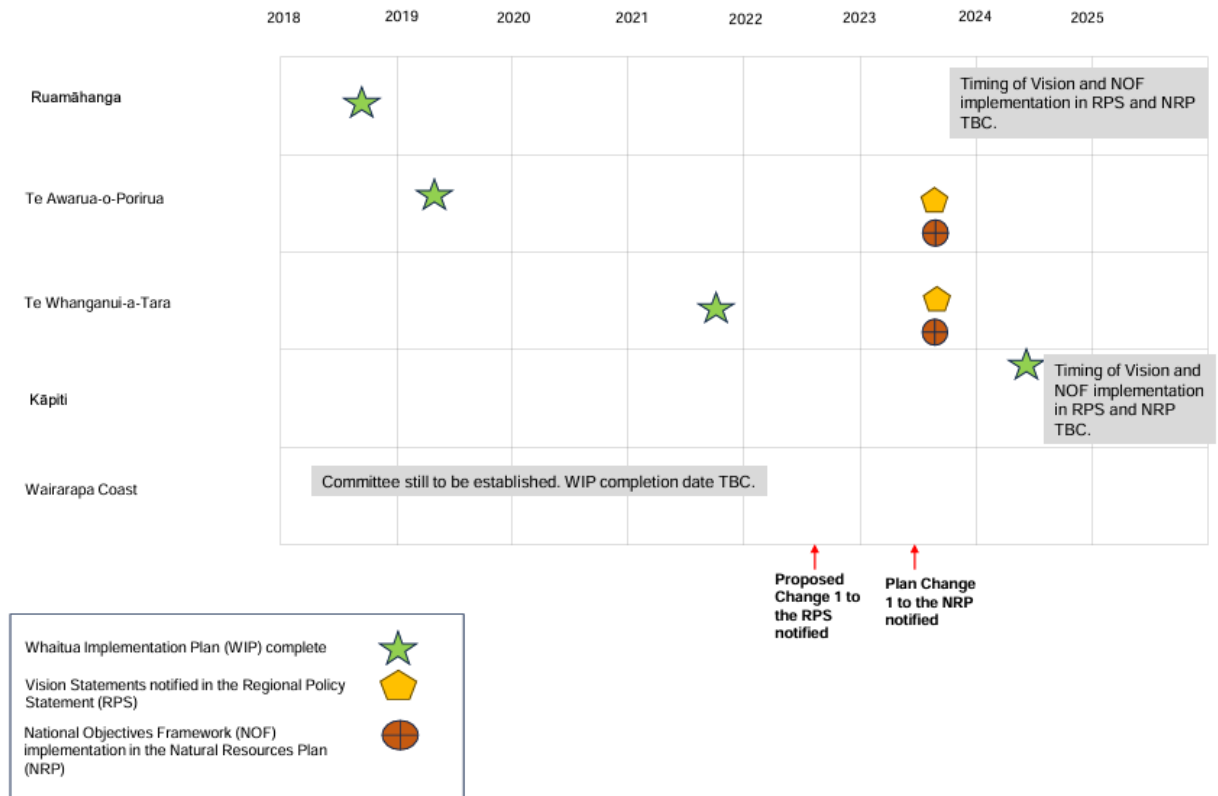 2018 2019 2020 2021 2022 2023 2024 2025
Ruamāhanga
Timing of Vision and NOF
implementation in RPS and NRP
TBC.
Te Awarua-o-Porirua
Te Whanganui-a-Tara
Kāpiti
Timing of Vision and
NOF implementation
in RPS and NRP
TBC.
Wairarapa Coast
Committee still to be established. WIP completion date TBC.
Proposed
Change 1 to
the RPS
notified
Plan Change
1 to the NRP
notified
Whaitua Implementation Plan (WIP) complete
Vision Statements notified in the Regional Policy
Statement (RPS)
National Objectives Framework (NOF)
implementation in the Natural Resources Plan
(NRP)